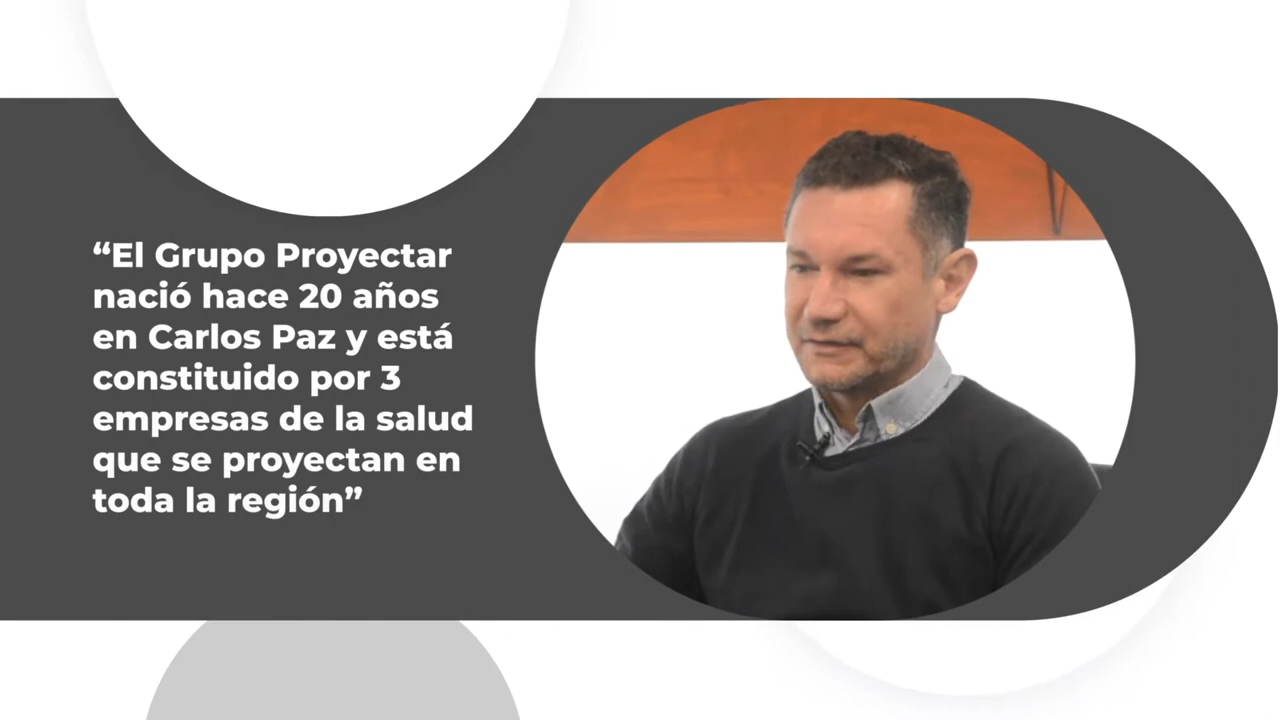 “El Grupo Proyectar
nació hace 20 años
en Carlos Paz y está
constituido por 3
empresas de la salud
que se proyectan en
toda la región”